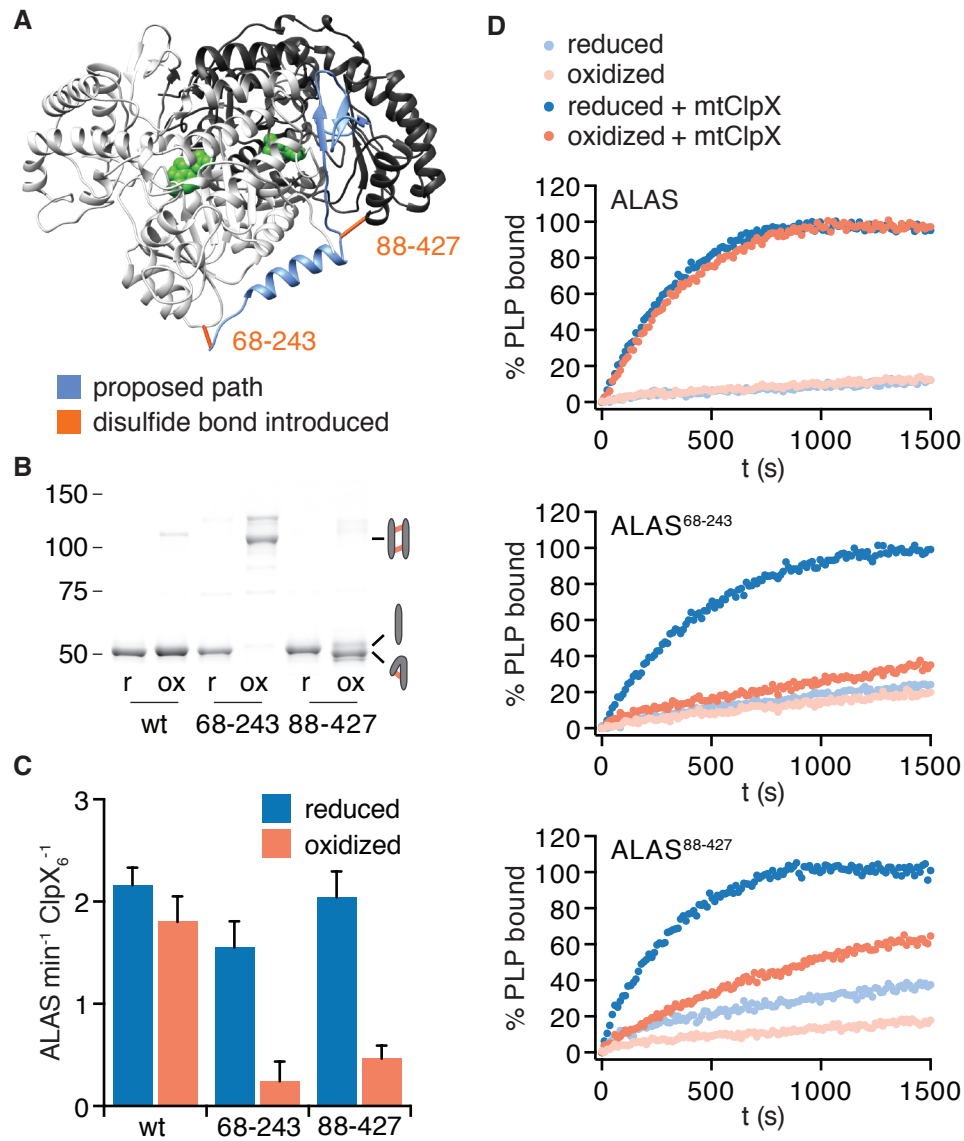 A
88-427
68-243
proposed path
disulfide bond introduced
B
150
100
75
50
r ox r ox r ox
wt 68-243 88-427
C
reduced
oxidized
ALAS min⁻¹ ClpX₆⁻¹
3
2
1
0
wt 68-243 88-427
D
reduced
oxidized
reduced + mtClpX
oxidized + mtClpX
ALAS
% PLP bound
120
100
80
60
40
20
0
0 500 1000 1500
t (s)
ALAS⁶⁸⁻²⁴³
% PLP bound
120
100
80
60
40
20
0
0 500 1000 1500
t (s)
ALAS⁸⁸⁻⁴²⁷
% PLP bound
120
100
80
60
40
20
0
0 500 1000 1500
t (s)